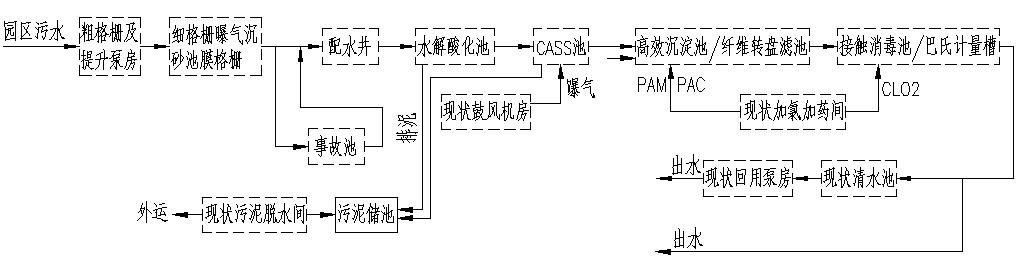 园区污水
粗格栅及
提升泵房
细格栅曝气沉
砂池膜格栅
配水井
水解酸化池
CASS池
高效沉淀池/纤维转盘滤池
接触消毒池/巴氏计量槽
曝气
PAM
PAC
CLO2
现状鼓风机房
现状加氯加药间
事故池
排泥
出水
现状回用泵房
现状清水池
外运
现状污泥脱水间
污泥储池
出水